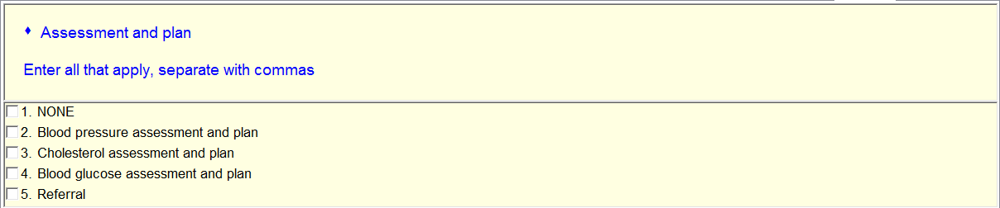 ♦ Assessment and plan
Enter all that apply, separate with commas
1. NONE
2. Blood pressure assessment and plan
3. Cholesterol assessment and plan
4. Blood glucose assessment and plan
5. Referral